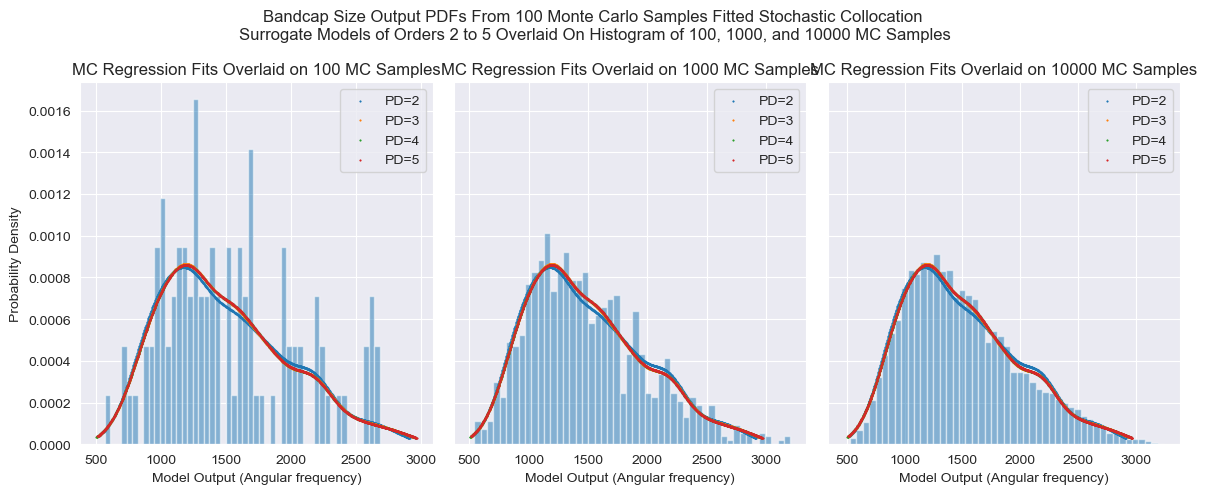 Bandcap Size Output PDFs From 100 Monte Carlo Samples Fitted Stochastic Collocation
Surrogate Models of Orders 2 to 5 Overlaid On Histogram of 100, 1000, and 10000 MC Samples
MC Regression Fits Overlaid on 100 MC Samples
MC Regression Fits Overlaid on 1000 MC Samples
MC Regression Fits Overlaid on 10000 MC Samples
Probability Density
0.0016
0.0014
0.0012
0.0010
0.0008
0.0006
0.0004
0.0002
0.0000
PD=2
PD=3
PD=4
PD=5
500 1000 1500 2000 2500 3000
Model Output (Angular frequency)
PD=2
PD=3
PD=4
PD=5
500 1000 1500 2000 2500 3000
Model Output (Angular frequency)
PD=2
PD=3
PD=4
PD=5
500 1000 1500 2000 2500 3000
Model Output (Angular frequency)